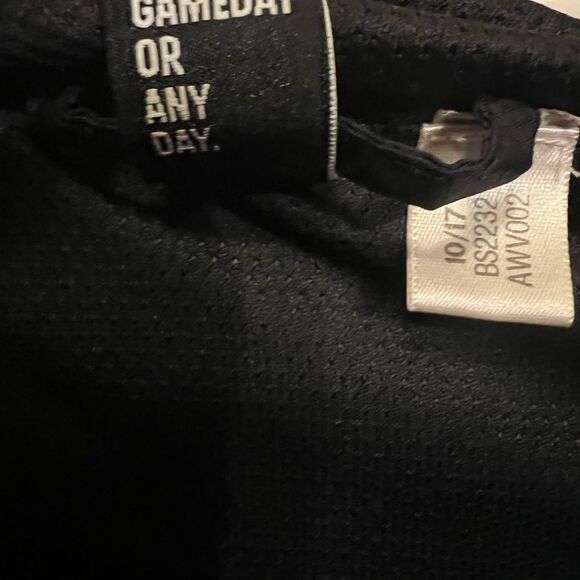 GAMEDAY
OR
ANY
DAY.
10/17
BS2232
AWV002